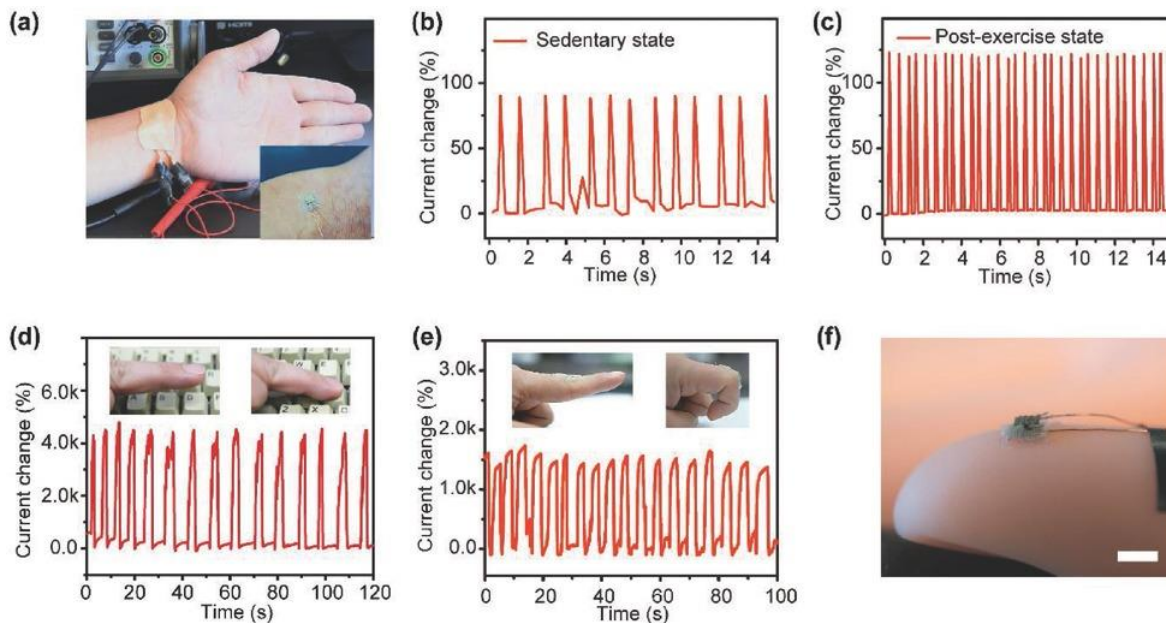 (a)
HDMI
(b)
Sedentary state
Current change (%)
100
50
0
0 2 4 6 8 10 12 14
Time (s)
(c)
Post-exercise state
Current change (%)
100
50
0
0 2 4 6 8 10 12 14
Time (s)
(d)
Current change (%)
6.0k
4.0k
2.0k
0.0
0 20 40 60 80 100 120
Time (s)
A
Z X
(e)
Current change (%)
3.0k
2.0k
1.0k
0.0
0 20 40 60 80 100
Time (s)
(f)